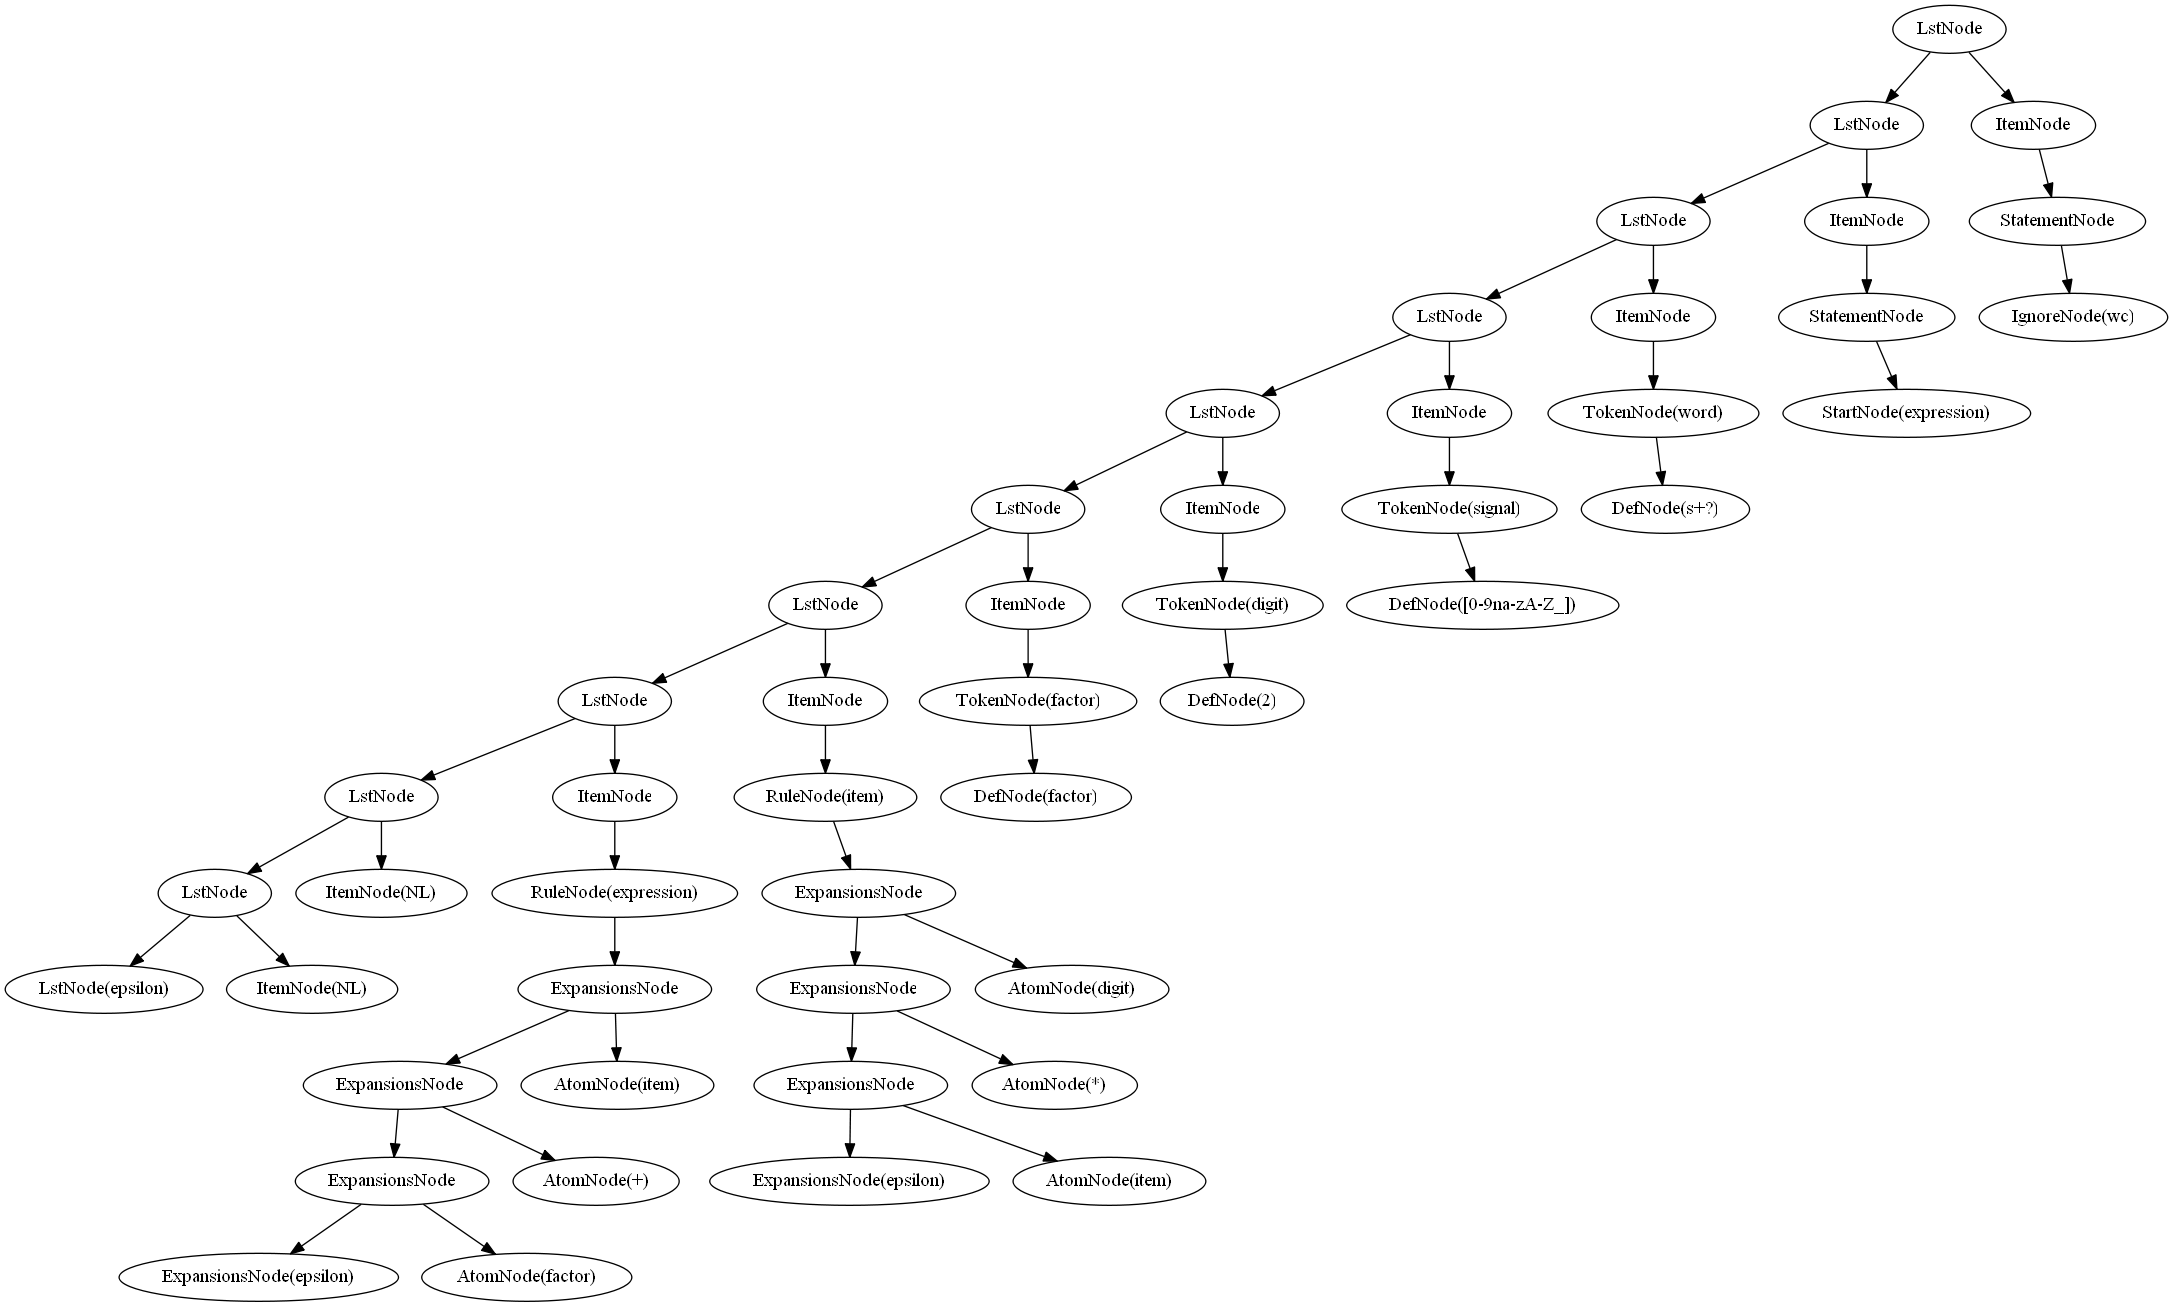 LstNode
LstNode ItemNode
LstNode ItemNode StatementNode
LstNode ItemNode StatementNode IgnoreNode(wc)
LstNode ItemNode TokenNode(word) StartNode(expression)
LstNode ItemNode TokenNode(signal) DefNode(s+?)
LstNode ItemNode TokenNode(digit) DefNode([0-9na-zA-Z_])
LstNode ItemNode TokenNode(factor) DefNode(2)
LstNode ItemNode RuleNode(item) DefNode(factor)
LstNode ItemNode(NL) RuleNode(expression) ExpansionsNode
LstNode(epsilon) ItemNode(NL) ExpansionsNode ExpansionsNode AtomNode(digit)
ExpansionsNode AtomNode(item) ExpansionsNode AtomNode(*)
ExpansionsNode AtomNode(+) ExpansionsNode(epsilon) AtomNode(item)
ExpansionsNode(epsilon) AtomNode(factor)